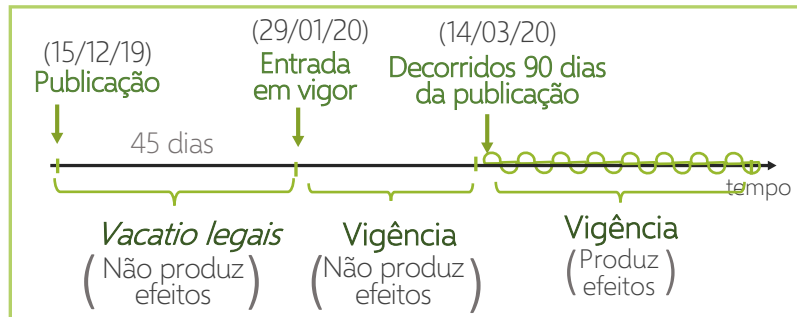 (15/12/19)
Publicação
(29/01/20)
Entrada
em vigor
(14/03/20)
Decorridos 90 dias
da publicação
45 dias
tempo
Vacatio legais
(Não produz
efeitos)
Vigência
(Não produz
efeitos)
Vigência
(Produz
efeitos)